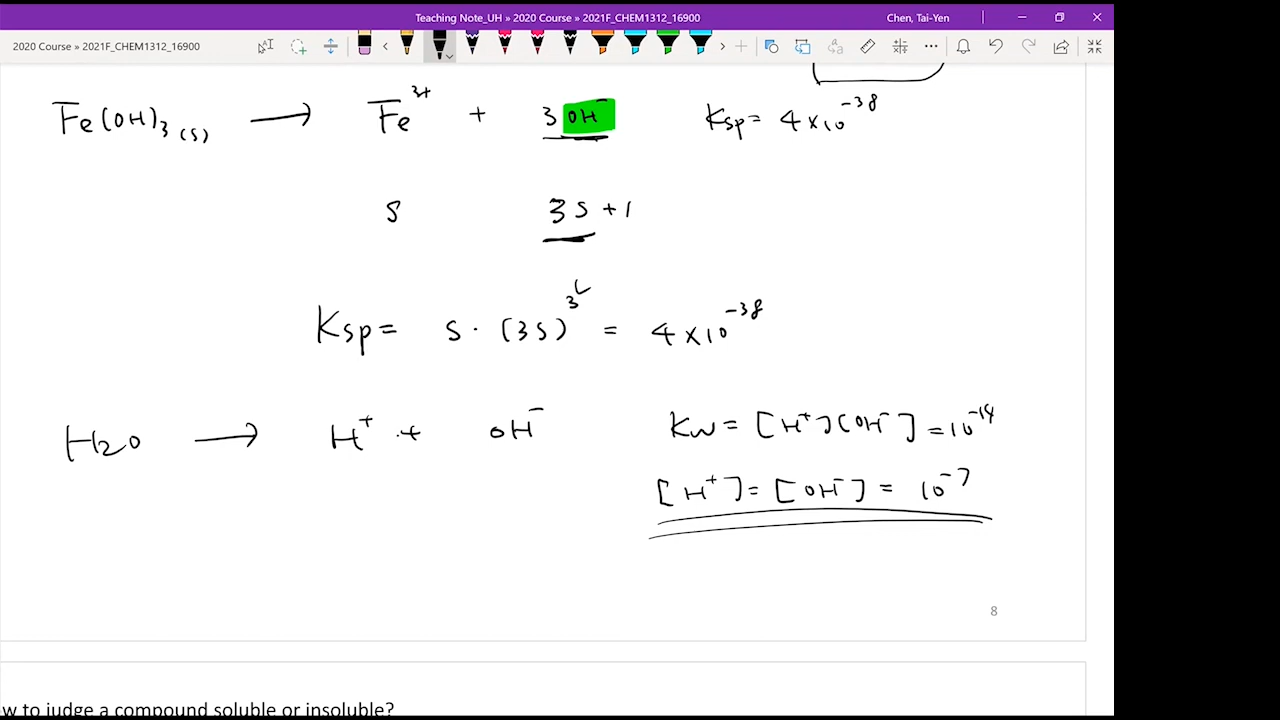 Teaching Note_UH » 2020 Course » 2021F_CHEM1312_16900 Chen, Tai-Yen
2020 Course » 2021F_CHEM1312_16900
Fe(OH)₃ (s) ⟶ Fe³⁺ + 3 OH⁻ Ksp = 4 × 10⁻³⁸
S 3S + 1
Ksp = S · (3S)³ = 4 × 10⁻³⁸
H₂O ⟶ H⁺ + OH⁻ Kw = [H⁺][OH⁻] = 10⁻¹⁴
[H⁺] = [OH⁻] = 10⁻⁷
8
w to judge a compound soluble or insoluble?